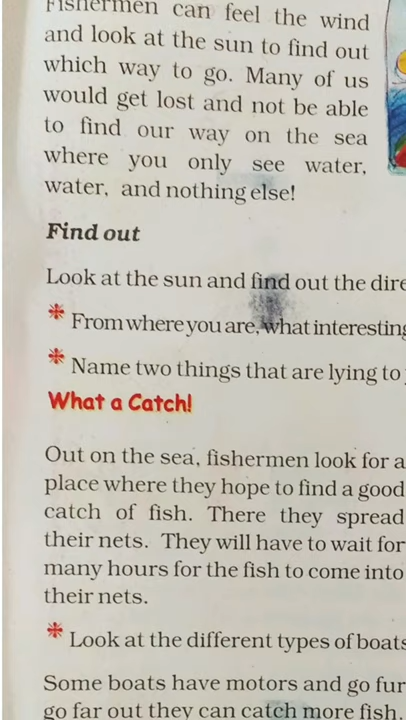 Fishermen can feel the wind
and look at the sun to find out
which way to go. Many of us
would get lost and not be able
to find our way on the sea
where you only see water,
water, and nothing else!
Find out
Look at the sun and find out the dire
* From where you are, what interesting
* Name two things that are lying to
What a Catch!
Out on the sea, fishermen look for a
place where they hope to find a good
catch of fish. There they spread
their nets. They will have to wait for
many hours for the fish to come into
their nets.
* Look at the different types of boats
Some boats have motors and go fur
go far out they can catch more fish.